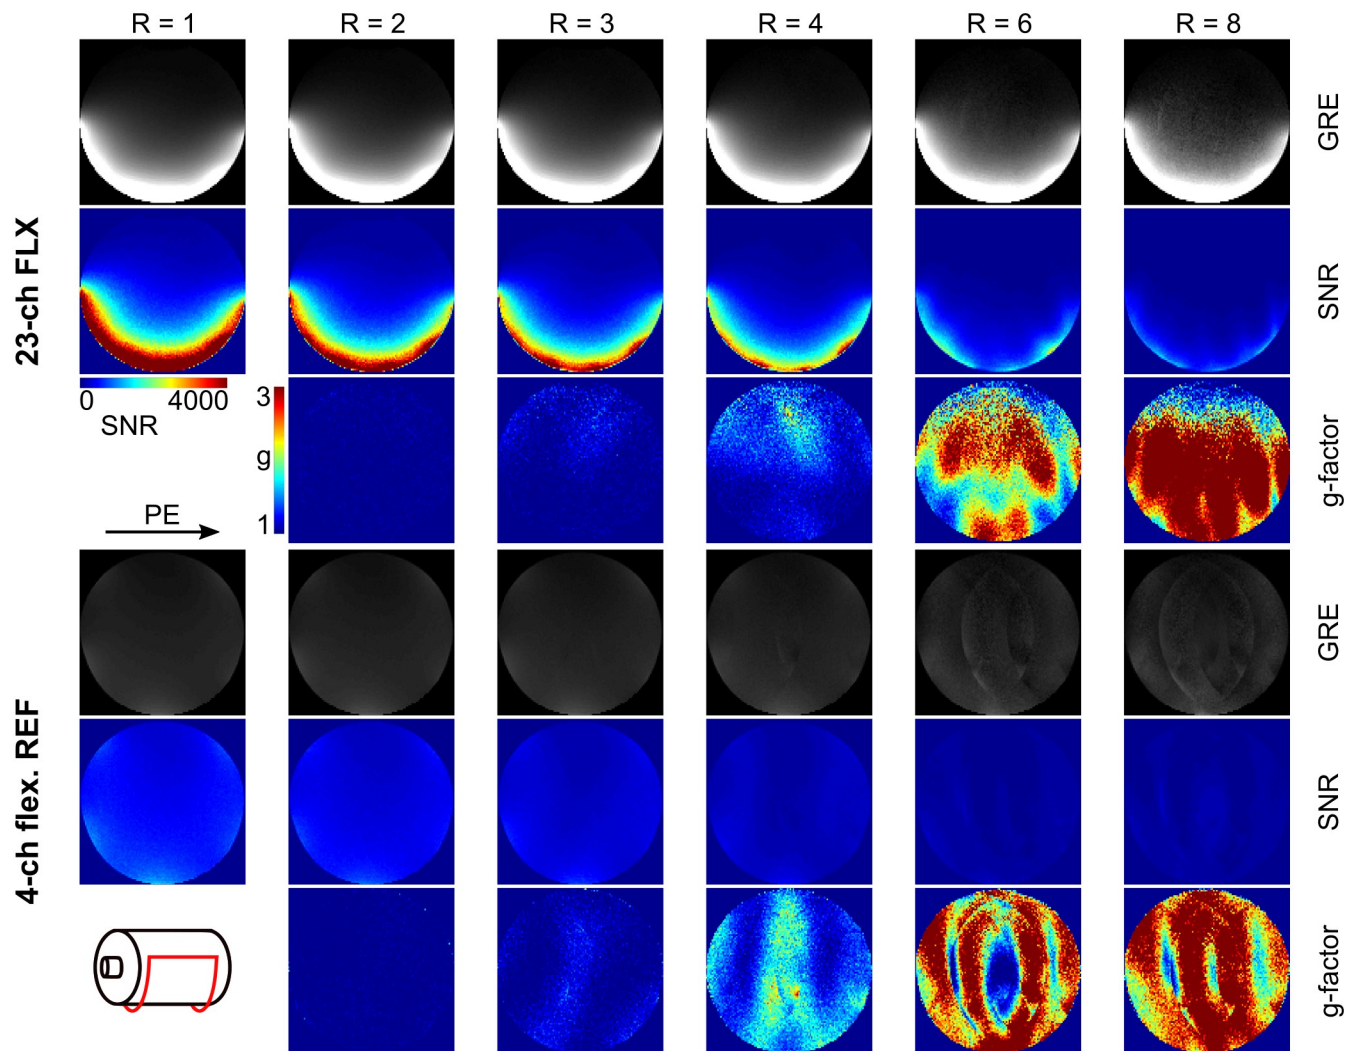 R = 1
R = 2
R = 3
R = 4
R = 6
R = 8
23-ch FLX
GRE
SNR
0
4000
SNR
3
g
1
g-factor
PE
4-ch flex. REF
GRE
SNR
g-factor